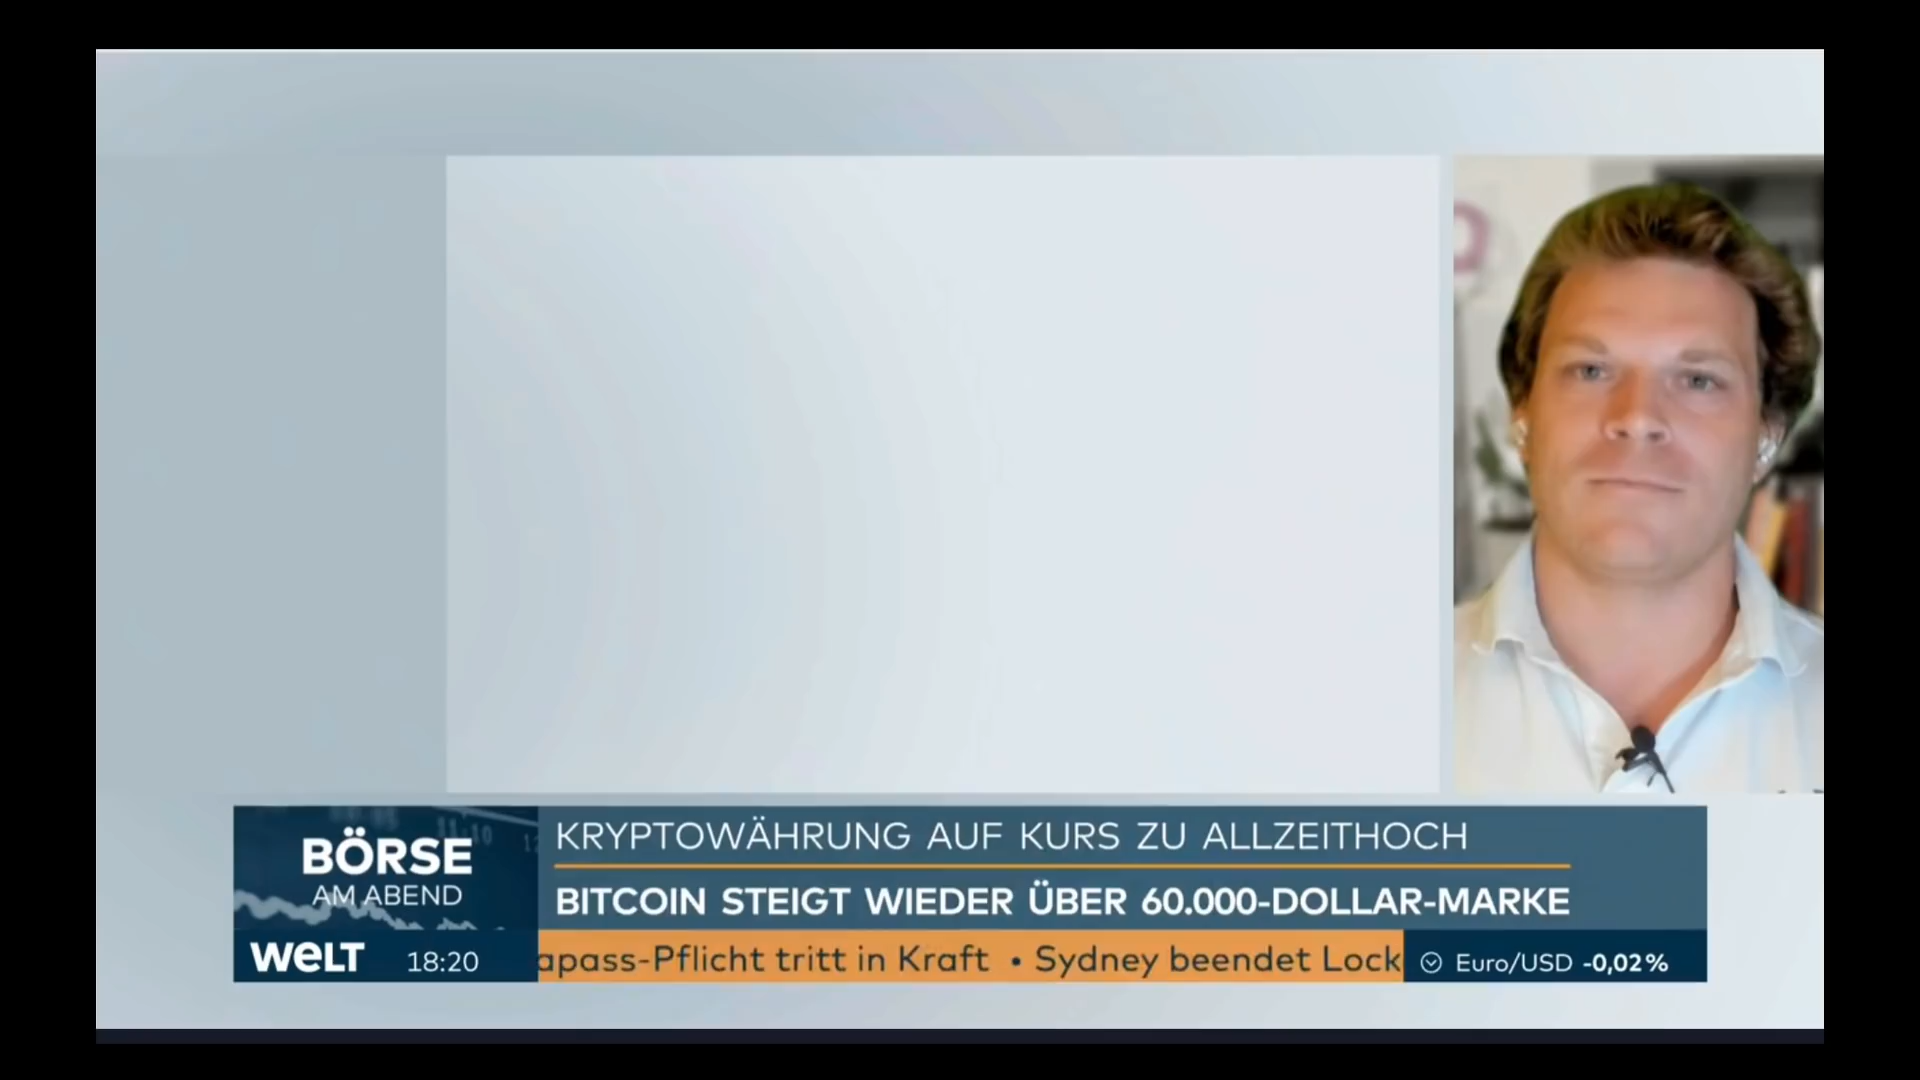 BÖRSE
AM ABEND
KRYPTOWÄHRUNG AUF KURS ZU ALLZEITHOCH
BITCOIN STEIGT WIEDER ÜBER 60.000-DOLLAR-MARKE
WELT 18:20
apass-Pflicht tritt in Kraft • Sydney beendet Lock
Euro/USD -0,02%